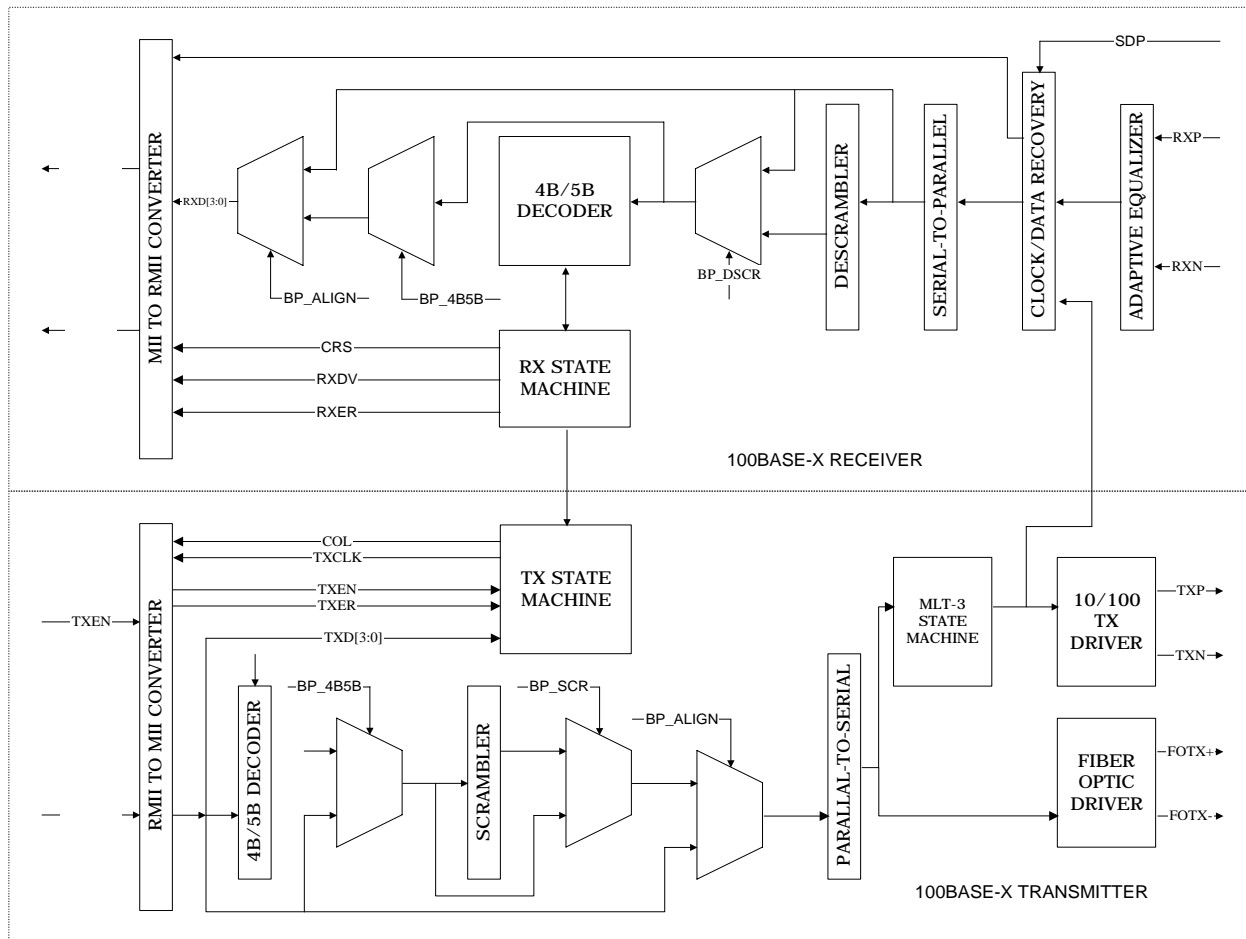 SDP
MII TO RMII CONVERTER
RXD[3:0]
4B/5B
DECODER
DESCRAMBLER
SERIAL-TO-PARALLEL
CLOCK/DATA RECOVERY
ADAPTIVE EQUALIZER
RXP
RXN
BP_ALIGN
BP_4B5B
BP_DSCR
CRS
RXDV
RXER
RX STATE
MACHINE
100BASE-X RECEIVER
RMII TO MII CONVERTER
COL
TXCLK
TXEN
TXER
TXD[3:0]
TXEN
TX STATE
MACHINE
MLT-3
STATE
MACHINE
10/100
TX
DRIVER
TXP
TXN
4B/5B DECODER
BP_4B5B
SCRAMBLER
BP_SCR
BP_ALIGN
PARALLAL-TO-SERIAL
FIBER
OPTIC
DRIVER
FOTX+
FOTX-
100BASE-X TRANSMITTER